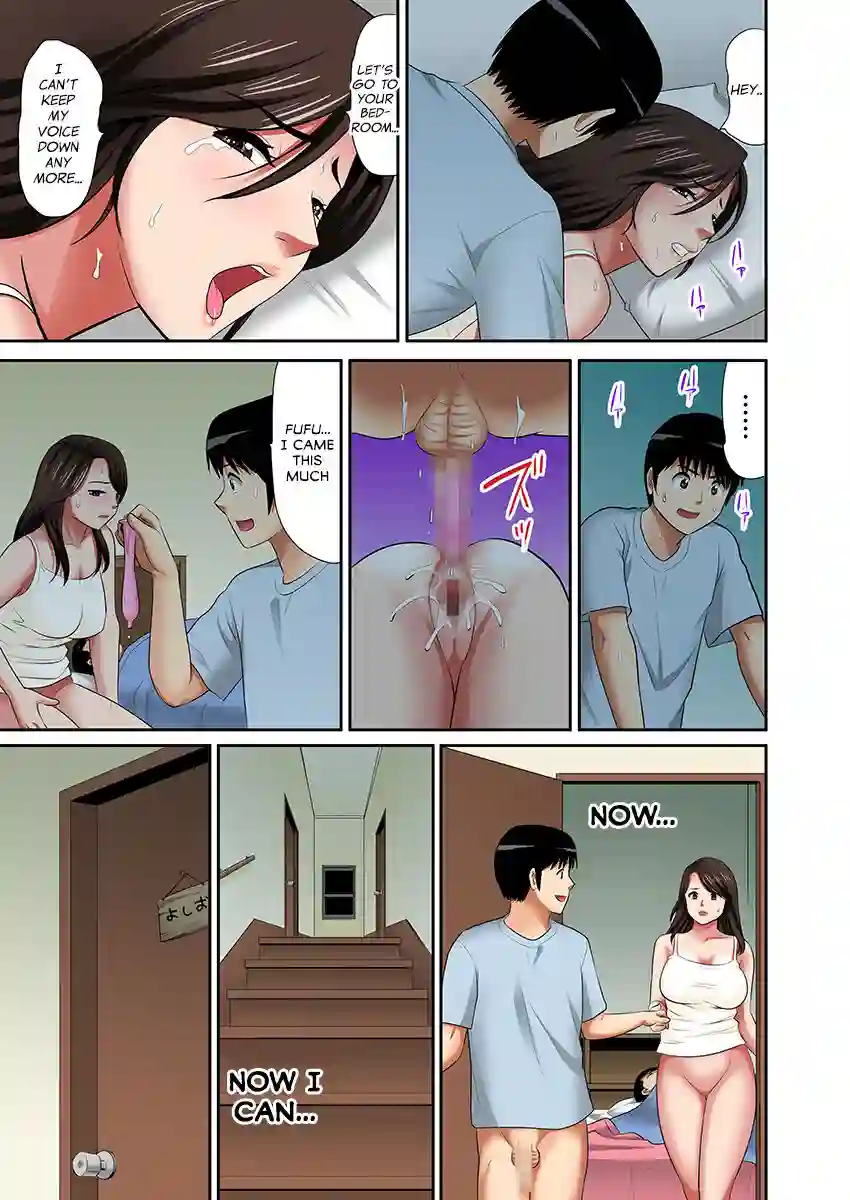 HEY..
LET'S
GO TO
YOUR
BED-
ROOM...
I
CAN'T
KEEP
MY
VOICE
DOWN
ANY
MORE...
........
FUFU...
I CAME
THIS
MUCH
ズッ
NOW...
NOW I
CAN...
よしお